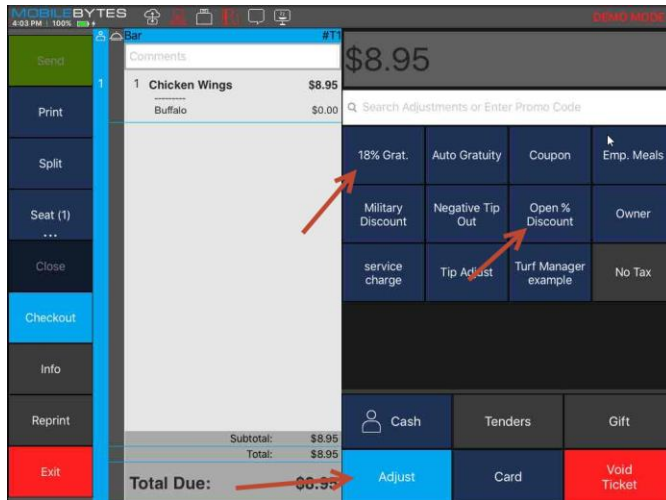 MOBILEBYTES
DEMO MODE
4:03 PM | 100%
Send
Print
Split
Seat (1)
...
Close
Checkout
Info
Reprint
Exit
1
Bar #T1
Comments
1 Chicken Wings $8.95
---------
Buffalo $0.00
Subtotal: $8.95
Total: $8.95
Total Due: $8.95
$8.95
Search Adjustments or Enter Promo Code
18% Grat.
Auto Gratuity
Coupon
Emp. Meals
Military
Discount
Negative Tip
Out
Open %
Discount
Owner
service
charge
Tip Adjust
Turf Manager
example
No Tax
Cash
Tenders
Gift
Adjust
Card
Void
Ticket